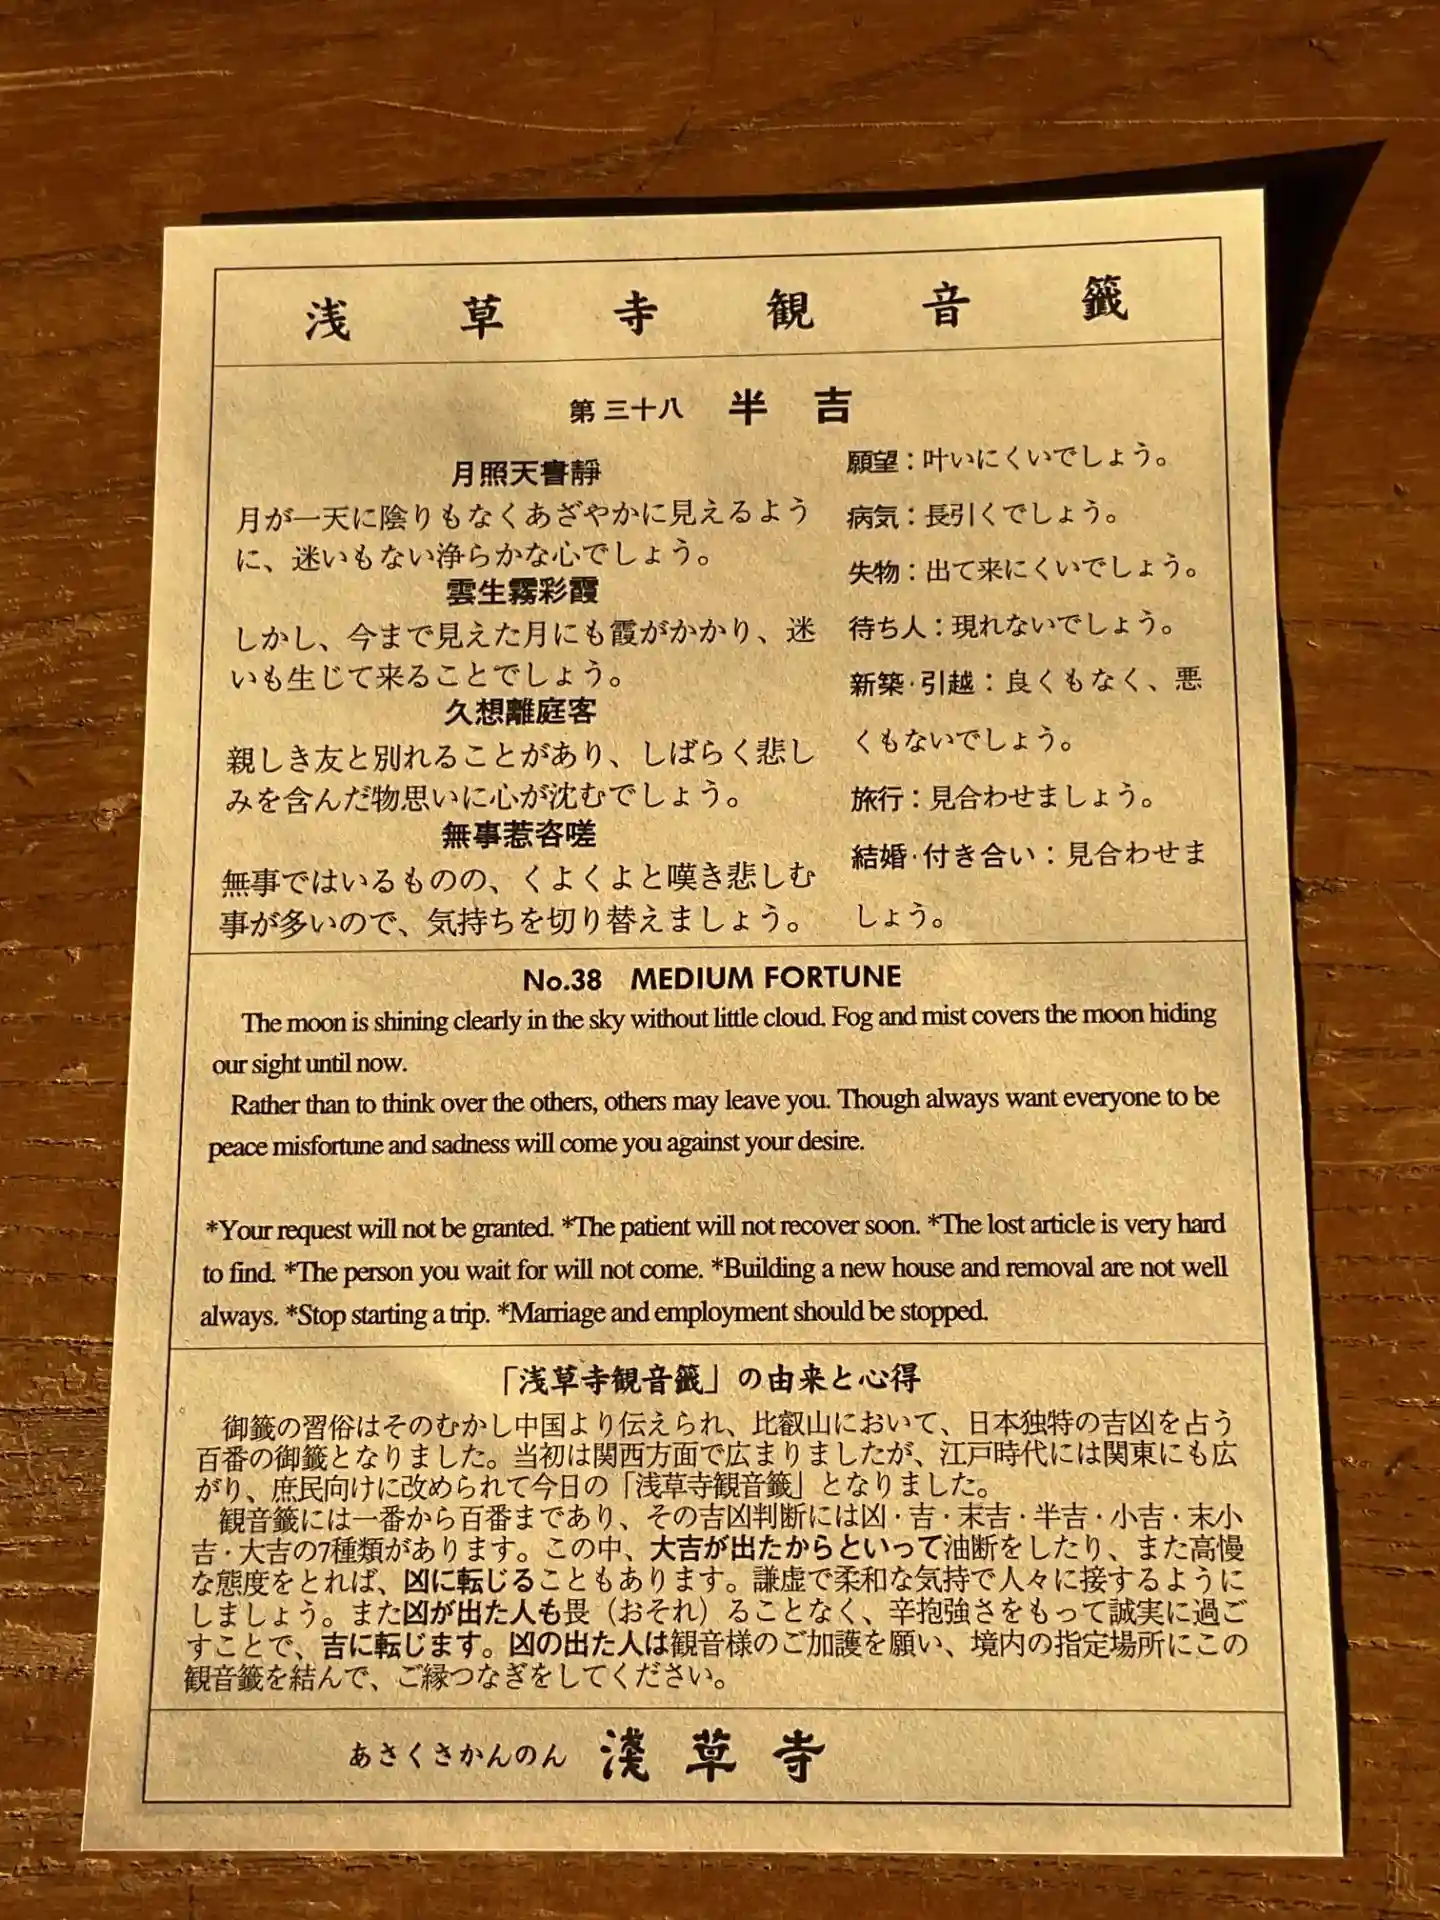 浅草寺観音籤
第三十八 半吉
月照天書靜
月が一天に陰りもなくあざやかに見えるよう
に、迷いもない浄らかな心でしょう。
雲生霧彩霞
しかし、今まで見えた月にも霞がかかり、迷
いも生じて来ることでしょう。
久想離庭客
親しき友と別れることがあり、しばらく悲し
みを含んだ物思いに心が沈むでしょう。
無事惹咨嗟
無事ではいるものの、くよくよと嘆き悲しむ
事が多いので、気持ちを切り替えましょう。
願望：叶いにくいでしょう。
病気：長引くでしょう。
失物：出て来にくいでしょう。
待ち人：現れないでしょう。
新築·引越：良くもなく、悪
くもないでしょう。
旅行：見合わせましょう。
結婚·付き合い：見合わせま
しょう。
No.38 MEDIUM FORTUNE
The moon is shining clearly in the sky without little cloud. Fog and mist covers the moon hiding
our sight until now.
Rather than to think over the others, others may leave you. Though always want everyone to be
peace misfortune and sadness will come you against your desire.
*Your request will not be granted. *The patient will not recover soon. *The lost article is very hard
to find. *The person you wait for will not come. *Building a new house and removal are not well
always. *Stop starting a trip. *Marriage and employment should be stopped.
「浅草寺観音籤」の由来と心得
御籤の習俗はそのむかし中国より伝えられ、比叡山において、日本独特の吉凶を占う
百番の御籤となりました。当初は関西方面で広まりましたが、江戸時代には関東にも広
がり、庶民向けに改められて今日の「浅草寺観音籤」となりました。
観音籤には一番から百番まであり、その吉凶判断には凶·吉·末吉·半吉·小吉·末小
吉·大吉の7種類があります。この中、大吉が出たからといって油断をしたり、また高慢
な態度をとれば、凶に転じることもあります。謙虚で柔和な気持で人々に接するように
しましょう。また凶が出た人も畏（おそれ）ることなく、辛抱強さをもって誠実に過ご
すことで、吉に転じます。凶の出た人は観音様のご加護を願い、境内の指定場所にこの
観音籤を結んで、ご縁つなぎをしてください。
あさくさかんのん 淺草寺